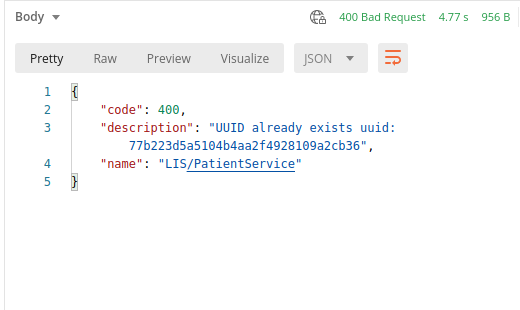 Body 400 Bad Request 4.77 s 956 B
Pretty Raw Preview Visualize JSON
1 {
2 "code": 400,
3 "description": "UUID already exists uuid:
77b223d5a5104b4aa2f4928109a2cb36",
4 "name": "LIS/PatientService"
5 }